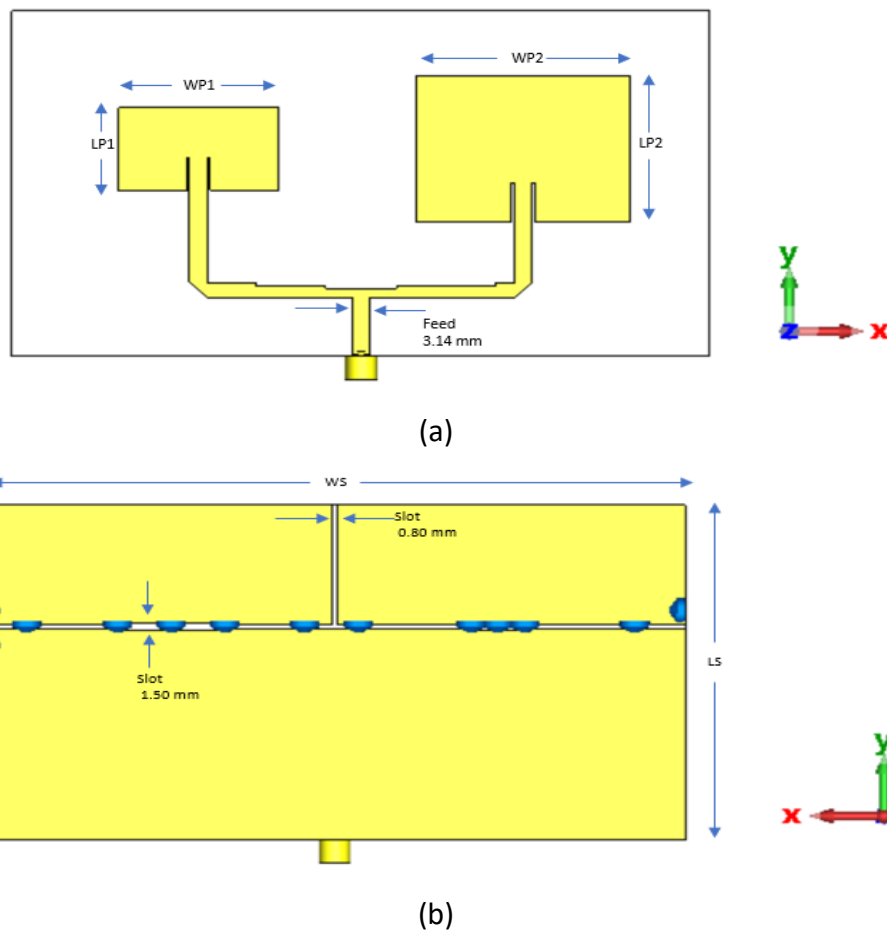 WP1
WP2
LP1
LP2
Feed
3.14 mm
y
z
x
(a)
WS
Slot
0.80 mm
Slot
1.50 mm
LS
y
x
(b)